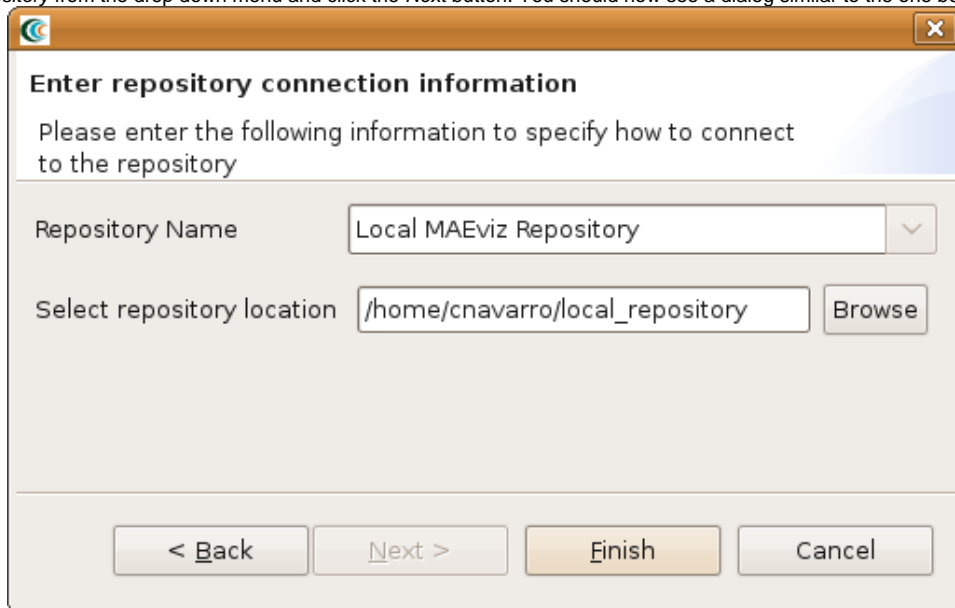 from the drop down menu and click the Next button. You should now see a dialog similar to the one
Enter repository connection information
Please enter the following information to specify how to connect
to the repository
Repository Name
Local MAEviz Repository
Select repository location
/home/cnavarro/local_repository
Browse
< Back
Next >
Finish
Cancel